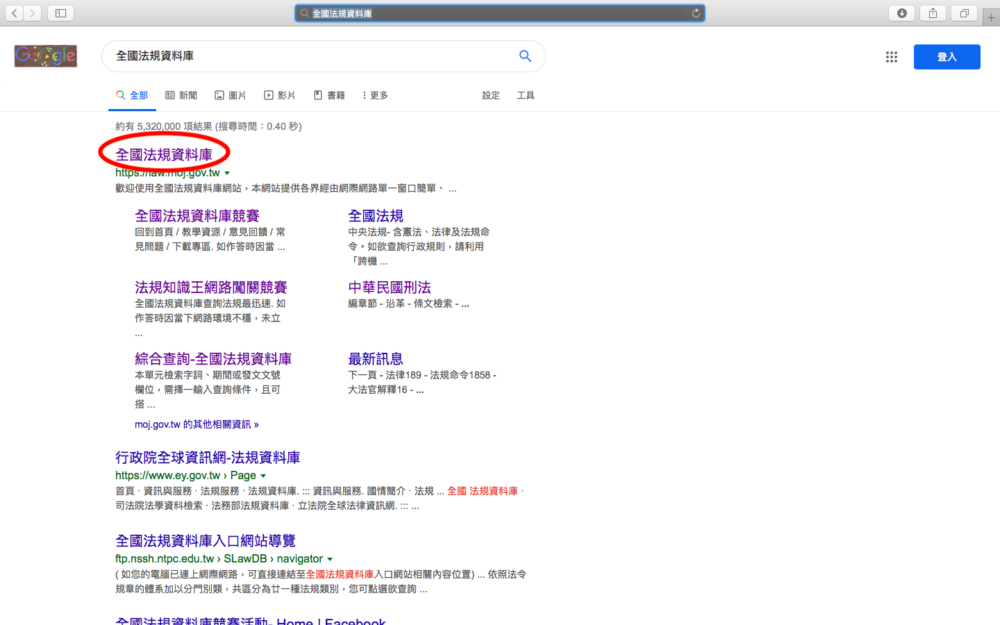 全國法規資料庫
Google
全國法規資料庫
登入
全部 新聞 圖片 影片 書籍 更多 設定 工具
約有 5,320,000 項結果 (搜尋時間：0.40 秒)
全國法規資料庫
https://law.moj.gov.tw
歡迎使用全國法規資料庫網站，本網站提供各界經由網際網路單一窗口簡單、 ...
全國法規資料庫競賽
回到首頁 / 教學資源 / 意見回饋 / 常
見問題 / 下載專區. 如作答時因當 ...
全國法規
中央法規- 含憲法、法律及法規命
令。如欲查詢行政規則，請利用
「跨機 ...
法規知識王網路闖關競賽
全國法規資料庫查詢法規最迅速. 如
作答時因當下網路環境不穩，未立
...
中華民國刑法
編章節 - 沿革 - 條文檢索 - ...
綜合查詢-全國法規資料庫
本單元檢索字詞、期間或發文文號
欄位，需擇一輸入查詢條件，且可
搭 ...
最新訊息
下一頁 - 法律189 - 法規命令1858 -
大法官解釋16 - ...
moj.gov.tw 的其他相關資訊 »
行政院全球資訊網-法規資料庫
https://www.ey.gov.tw › Page
首頁 · 資訊與服務 · 法規服務 · 法規資料庫. ::: 資訊與服務. 國情簡介 · 法規 ... 全國 法規資料庫 ·
司法院法學資料檢索 · 法務部法規資料庫 · 立法院全球法律資訊網. ::: ...
全國法規資料庫入口網站導覽
ftp.nssh.ntpc.edu.tw › SLawDB › navigator
( 如您的電腦已連上網際網路，可直接連結至全國法規資料庫入口網站相關內容位置) ... 依照法令
規章的體系加以分門別類，共區分為廿一種法規類別，您可點選欲查詢 ...
全國法規資料庫競賽活動- Home | Facebook